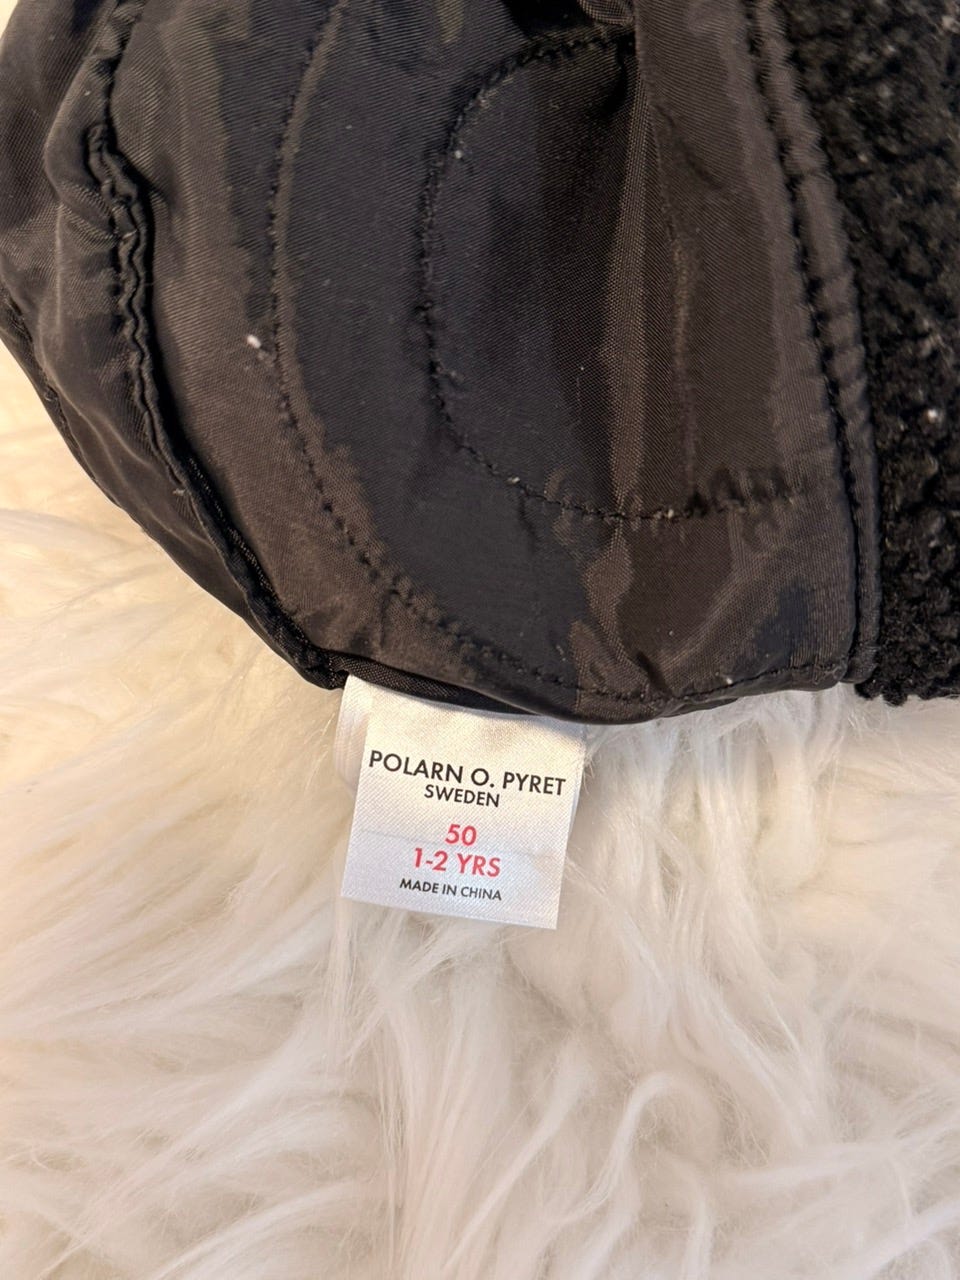 POLARN O. PYRET
SWEDEN
50
1-2 YRS
MADE IN CHINA